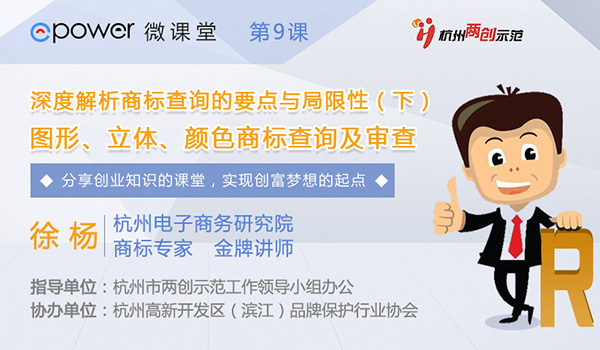 epower 微课堂 第9课
杭州两创示范
深度解析商标查询的要点与局限性（下）
图形、立体、颜色商标查询及审查
◆ 分享创业知识的课堂，实现创富梦想的起点 ◆
徐杨
杭州电子商务研究院
商标专家 金牌讲师
指导单位：杭州市两创示范工作领导小组办公
协办单位：杭州高新开发区（滨江）品牌保护行业协会
R